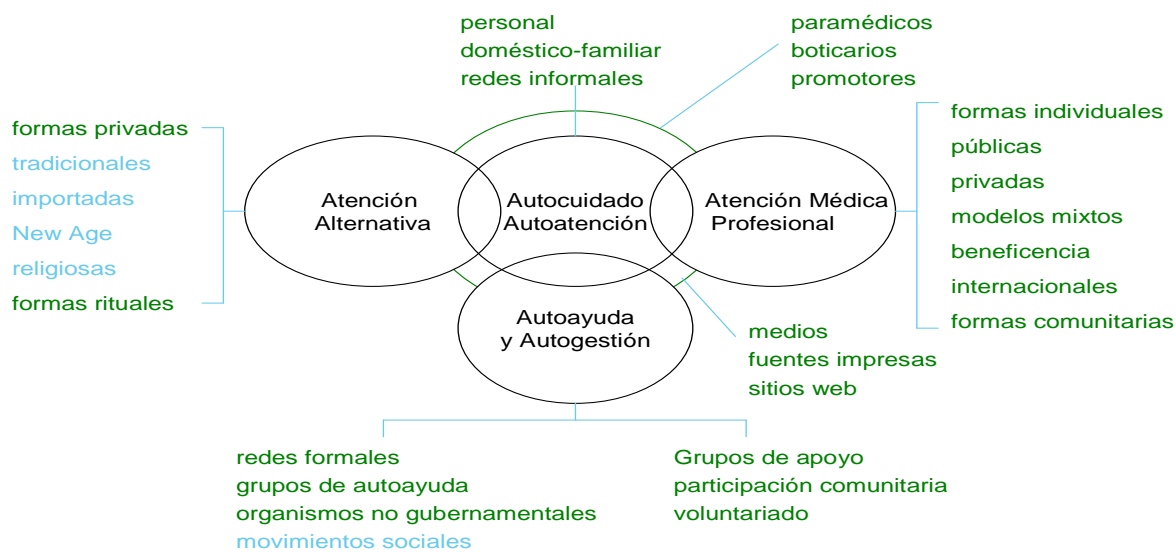 personal
doméstico-familiar
redes informales
paramédicos
boticarios
promotores
formas privadas
tradicionales
importadas
New Age
religiosas
formas rituales
Atención
Alternativa
Autocuidado
Autoatención
Atención Médica
Profesional
formas individuales
públicas
privadas
modelos mixtos
beneficencia
internacionales
formas comunitarias
Autoayuda
y Autogestión
medios
fuentes impresas
sitios web
redes formales
grupos de autoayuda
organismos no gubernamentales
movimientos sociales
Grupos de apoyo
participación comunitaria
voluntariado